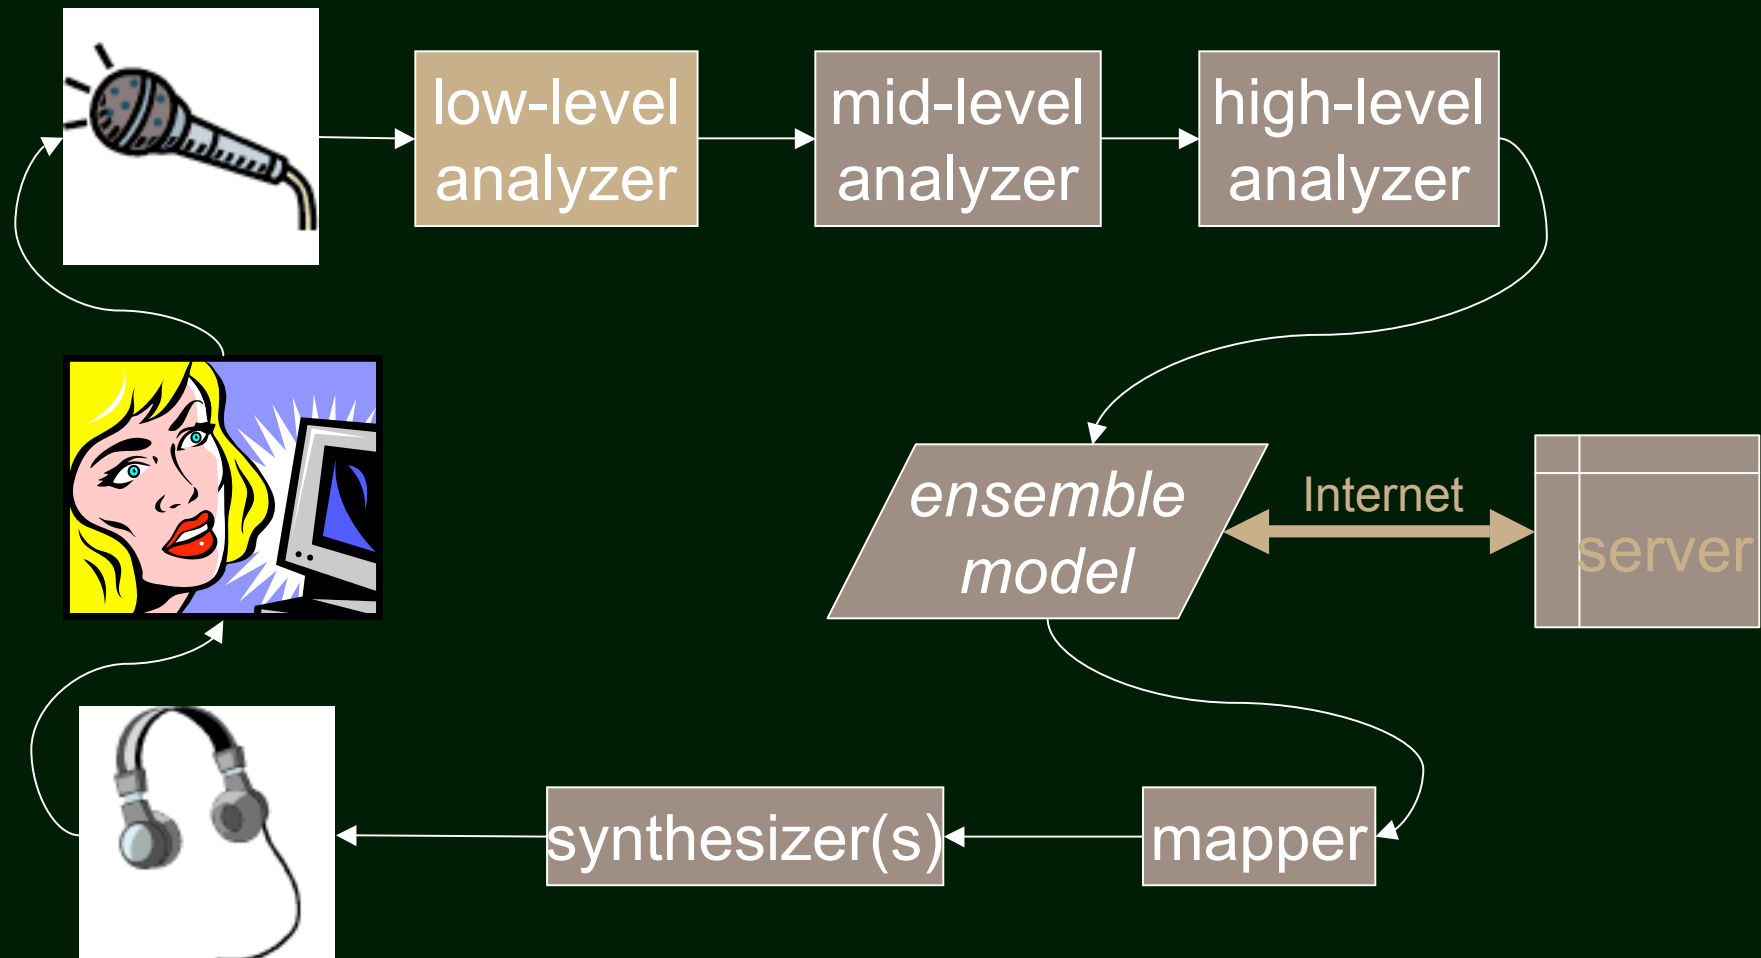 low-level
analyzer
mid-level
analyzer
high-level
analyzer
ensemble
model
Internet
server
synthesizer(s)
mapper